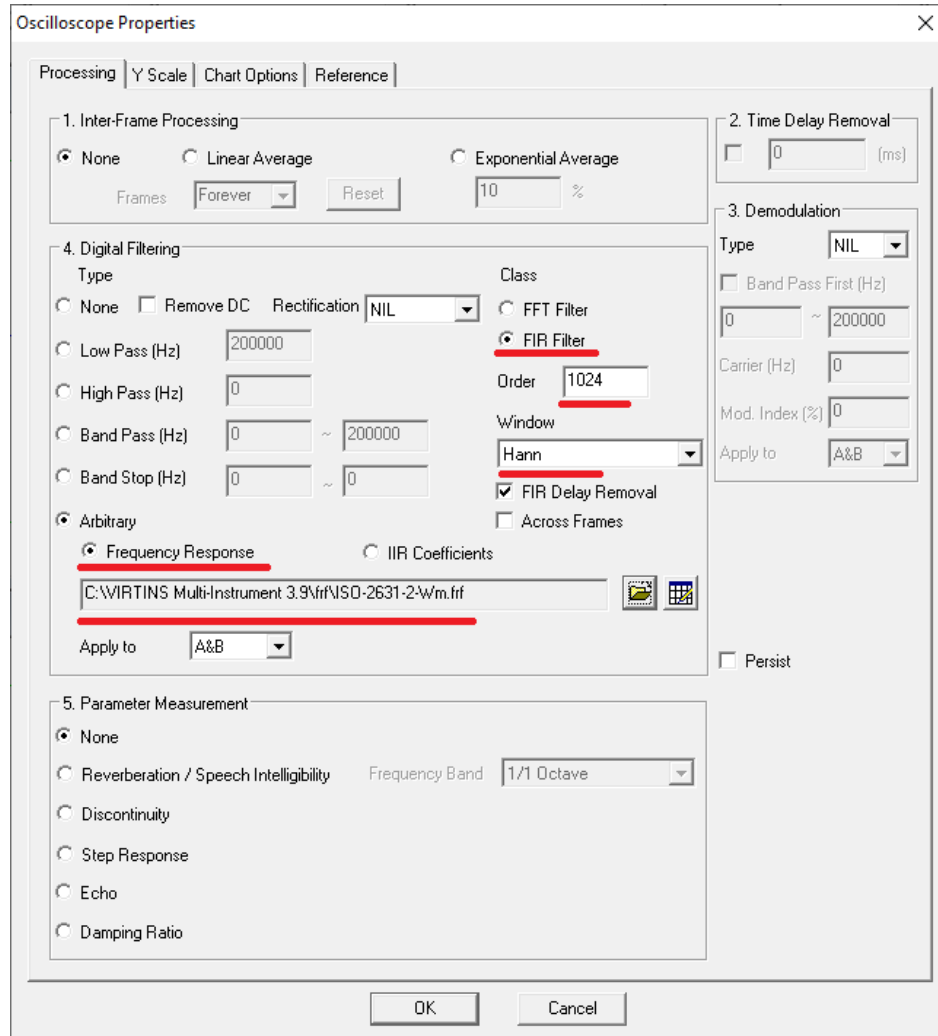 Oscilloscope Properties
Processing Y Scale Chart Options Reference
1. Inter-Frame Processing
None Linear Average Exponential Average
Frames Forever Reset 10 %
2. Time Delay Removal
0 (ms)
3. Demodulation
Type NIL
Band Pass First (Hz)
0 ~ 200000
Carrier (Hz) 0
Mod. Index (%) 0
Apply to A&B
4. Digital Filtering
Type
None Remove DC Rectification NIL
Low Pass (Hz) 200000
High Pass (Hz) 0
Band Pass (Hz) 0 ~ 200000
Band Stop (Hz) 0 ~ 0
Class
FFT Filter
FIR Filter
Order 1024
Window
Hann
FIR Delay Removal
Across Frames
Arbitrary
Frequency Response IIR Coefficients
C:\VIRTINS Multi-Instrument 3.9\frf\ISO-2631-2-Wm.frf
Apply to A&B
Persist
5. Parameter Measurement
None
Reverberation / Speech Intelligibility Frequency Band 1/1 Octave
Discontinuity
Step Response
Echo
Damping Ratio
OK Cancel